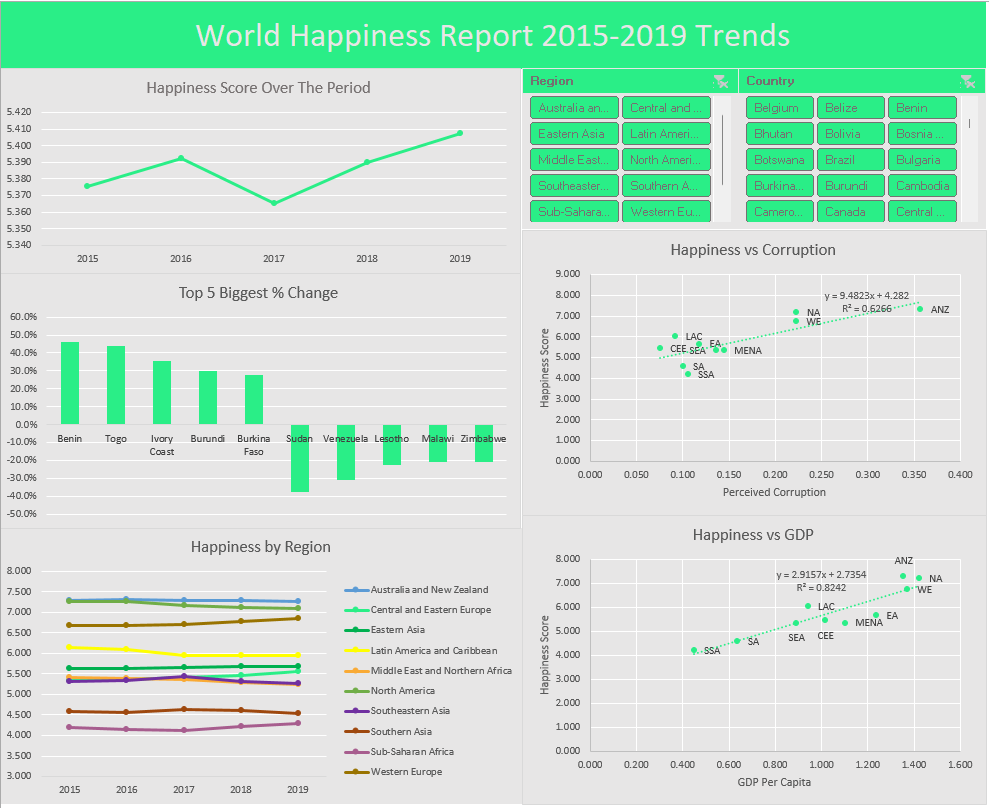 World Happiness Report 2015-2019 Trends
Happiness Score Over The Period
5.420
5.410
5.400
5.390
5.380
5.370
5.360
5.350
5.340
2015 2016 2017 2018 2019
Region
Australia an...
Central and ...
Eastern Asia
Latin Ameri...
Middle East...
North Ameri...
Southeaster...
Southern A...
Sub-Sahara...
Western Eu...
Country
Belgium Belize Benin
Bhutan Bolivia Bosnia ...
Botswana Brazil Bulgaria
Burkina... Burundi Cambodia
Camero... Canada Central ...
Top 5 Biggest % Change
60.0%
50.0%
40.0%
30.0%
20.0%
10.0%
0.0%
-10.0%
-20.0%
-30.0%
-40.0%
-50.0%
Benin Togo Ivory Coast Burundi Burkina Faso Sudan Venezuela Lesotho Malawi Zimbabwe
Happiness vs Corruption
Happiness Score
9.000
8.000
7.000
6.000
5.000
4.000
3.000
2.000
1.000
0.000
y = 9.4823x + 4.282
R² = 0.6266
ANZ
NA
WE
LAC
EA
CEE
SEA
MENA
SA
SSA
0.000 0.050 0.100 0.150 0.200 0.250 0.300 0.350 0.400
Perceived Corruption
Happiness by Region
8.000
7.500
7.000
6.500
6.000
5.500
5.000
4.500
4.000
3.500
3.000
2015 2016 2017 2018 2019
Australia and New Zealand
Central and Eastern Europe
Eastern Asia
Latin America and Caribbean
Middle East and Northern Africa
North America
Southeastern Asia
Southern Asia
Sub-Saharan Africa
Western Europe
Happiness vs GDP
Happiness Score
8.000
7.000
6.000
5.000
4.000
3.000
2.000
1.000
0.000
y = 2.9157x + 2.7354
R² = 0.8242
ANZ
NA
WE
LAC
EA
MENA
SEA
CEE
SA
SSA
0.000 0.200 0.400 0.600 0.800 1.000 1.200 1.400 1.600
GDP Per Capita